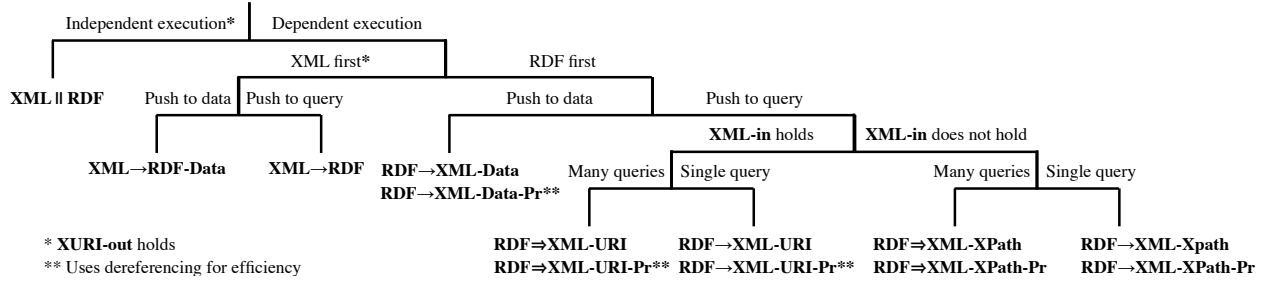 Independent execution* Dependent execution
XML first* RDF first
XML || RDF Push to data Push to query Push to data Push to query
XML-in holds XML-in does not hold
XML→RDF-Data XML→RDF RDF→XML-Data Many queries Single query Many queries Single query
RDF→XML-Data-Pr**
* XURI-out holds RDF⇒XML-URI RDF→XML-URI RDF⇒XML-XPath RDF→XML-Xpath
** Uses dereferencing for efficiency RDF⇒XML-URI-Pr** RDF→XML-URI-Pr** RDF⇒XML-XPath-Pr RDF→XML-XPath-Pr